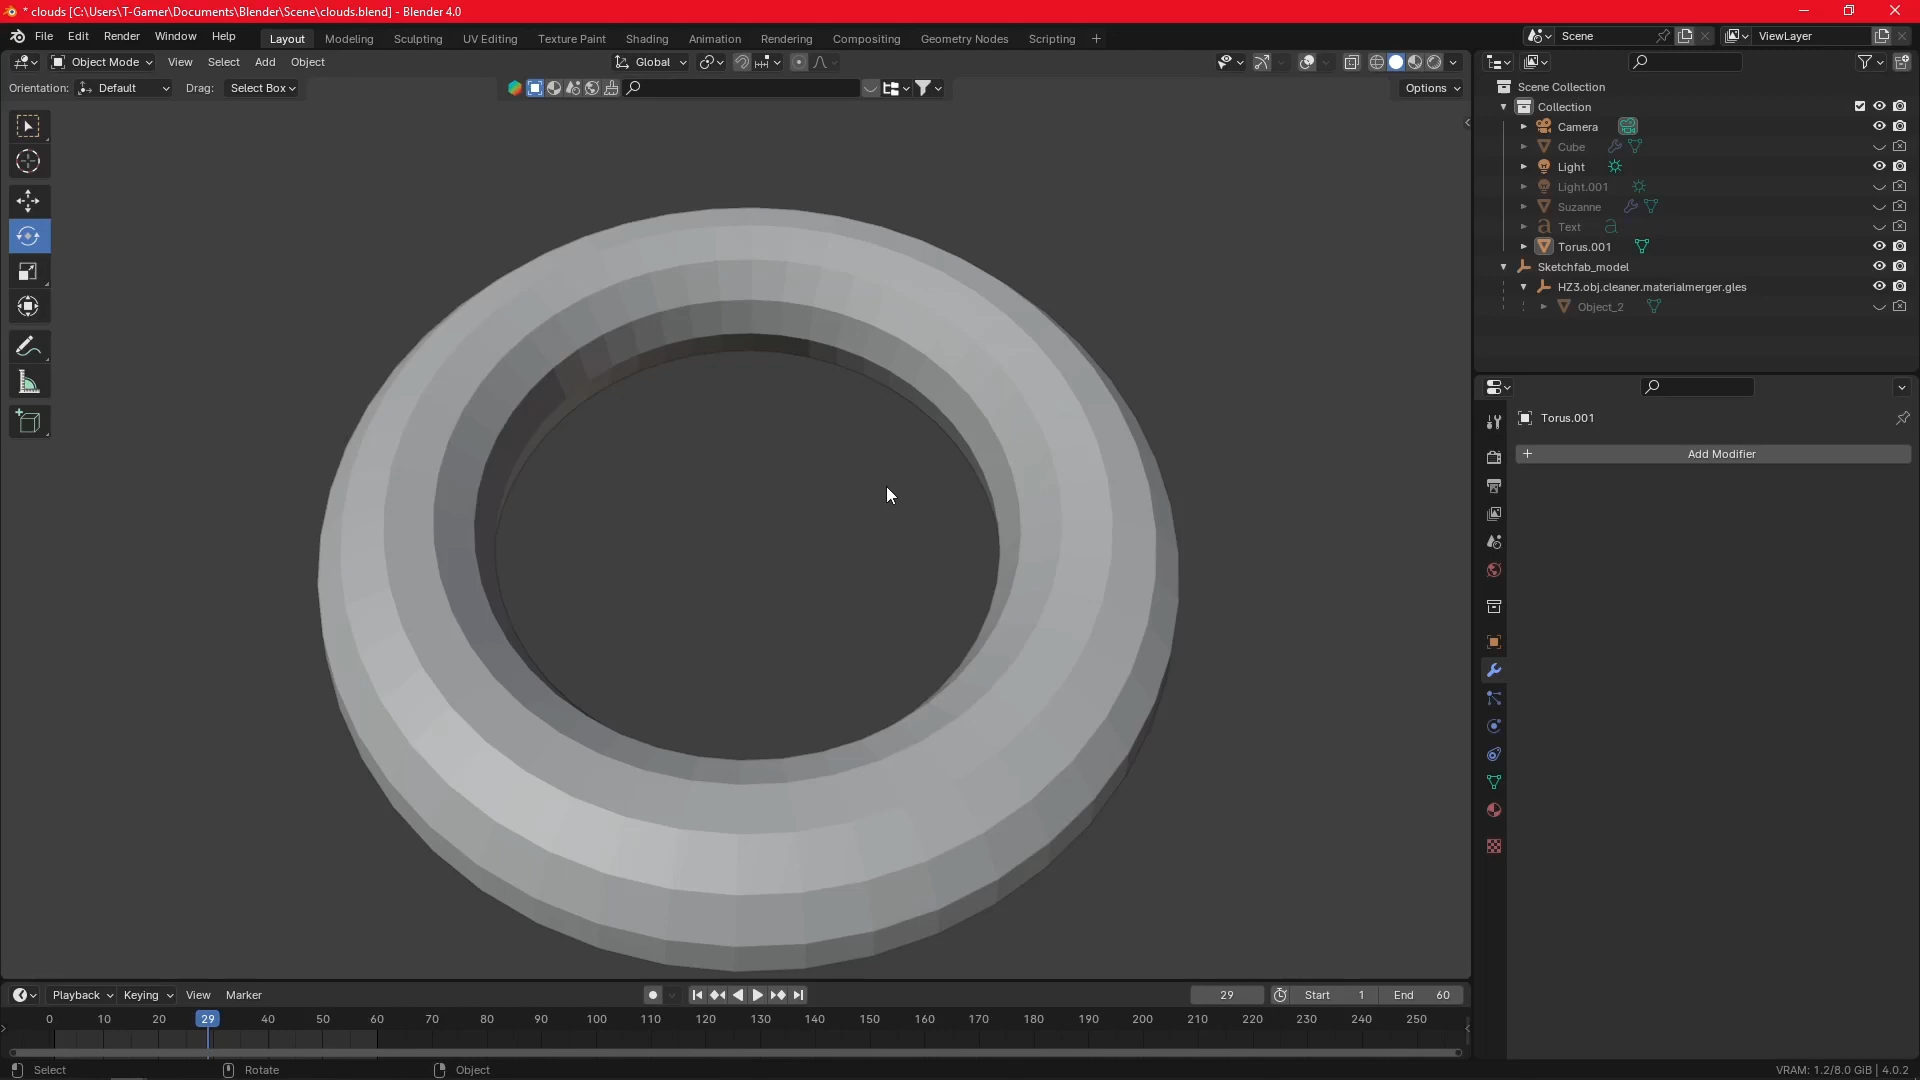 * clouds [C:\Users\T-Gamer\Documents\Blender\Scene\clouds.blend] - Blender 4.0
File Edit Render Window Help Layout Modeling Sculpting UV Editing Texture Paint Shading Animation Rendering Compositing Geometry Nodes Scripting + Scene ViewLayer
Object Mode View Select Add Object Global
Orientation: Default Drag: Select Box Options
Scene Collection
Collection
Camera
Cube
Light
Light.001
Suzanne
Text
Torus.001
Sketchfab_model
HZ3.obj.cleaner.materialmerger.gles
Object_2
Torus.001
+ Add Modifier
Playback Keying View Marker 29 Start 1 End 60
0 10 20 29 40 50 60 70 80 90 100 110 120 130 140 150 160 170 180 190 200 210 220 230 240 250
Select Rotate Object VRAM: 1.2/8.0 GiB | 4.0.2